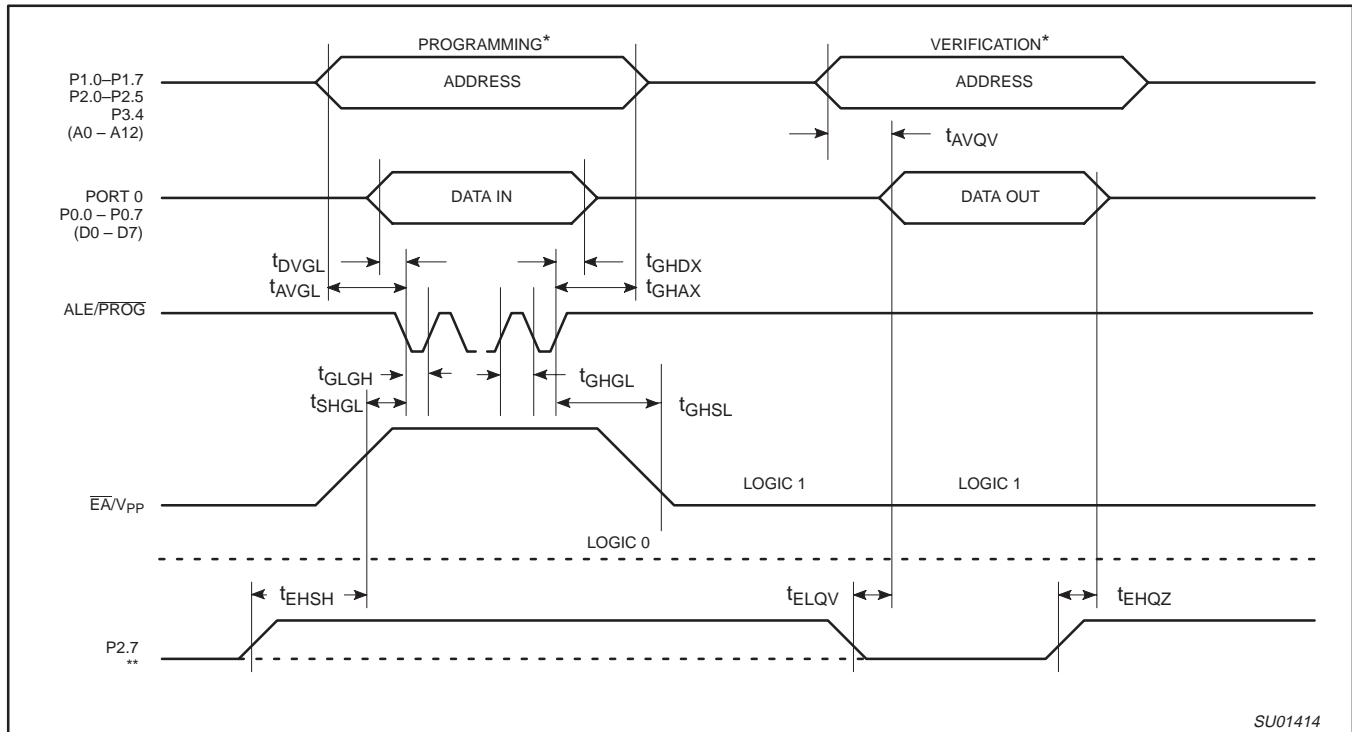 PROGRAMMING*
VERIFICATION*
P1.0–P1.7
P2.0–P2.5
P3.4
(A0 – A12)
ADDRESS
ADDRESS
tAVQV
PORT 0
P0.0 – P0.7
(D0 – D7)
DATA IN
DATA OUT
tDVGL
tGHDX
tAVGL
tGHAX
ALE/PROG
tGLGH
tGHGL
tSHGL
tGHSL
LOGIC 1
LOGIC 1
EA/VPP
LOGIC 0
tEHSH
tELQV
tEHQZ
P2.7
**
SU01414